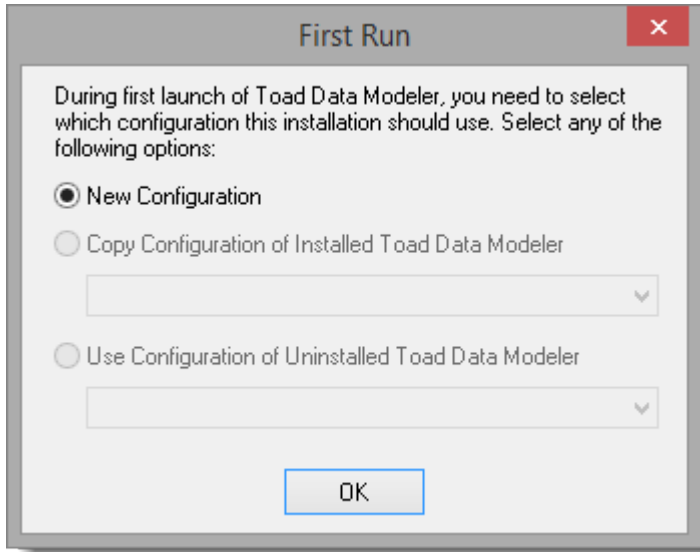 First Run
During first launch of Toad Data Modeler, you need to select
which configuration this installation should use. Select any of the
following options:
New Configuration
Copy Configuration of Installed Toad Data Modeler
Use Configuration of Uninstalled Toad Data Modeler
OK